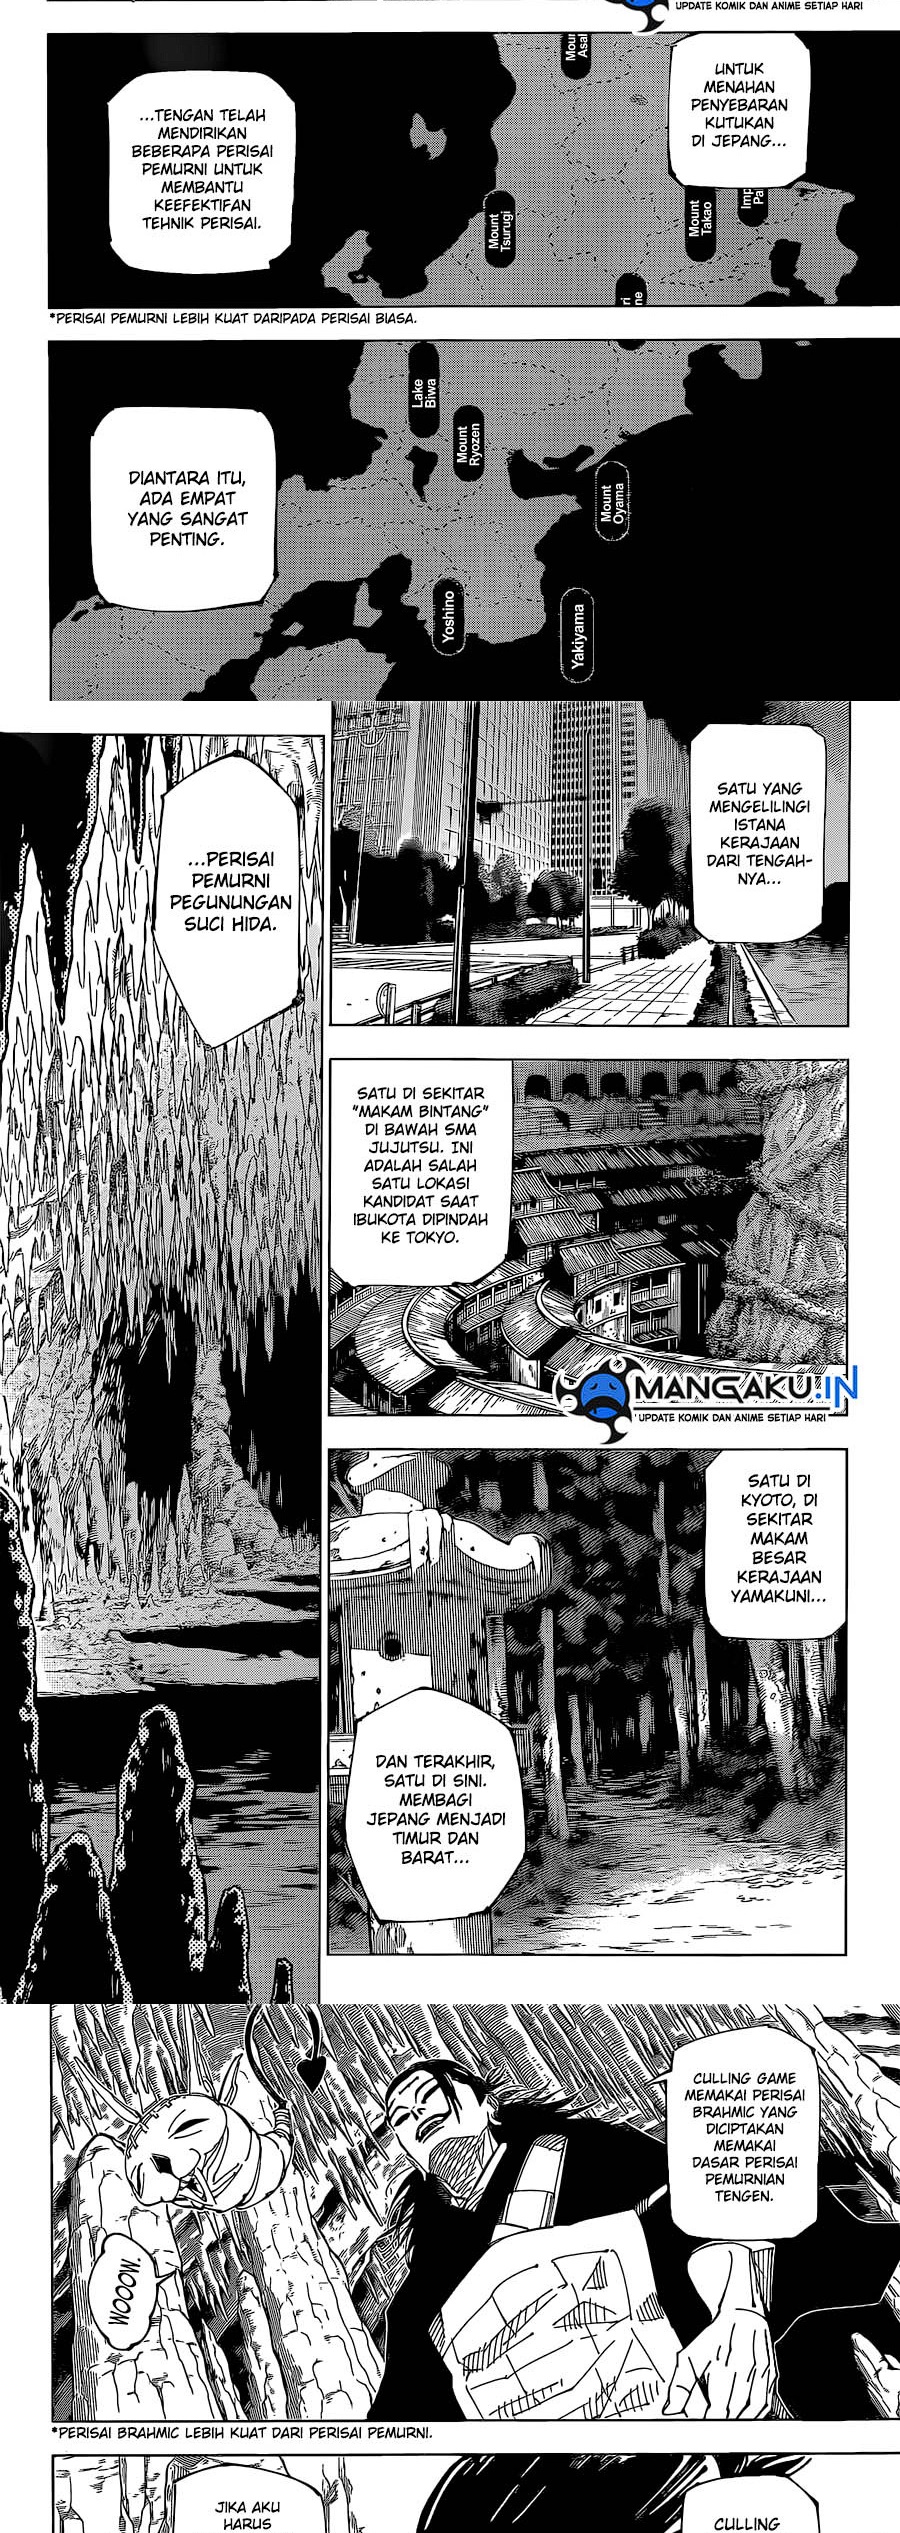 UPDATE KOMIK DAN ANIME SETIAP HARI
UNTUK
MENAHAN
PENYEBARAN
KUTUKAN
DI JEPANG...
...TENGAN TELAH
MENDIRIKAN
BEBERAPA PERISAI
PEMURNI UNTUK
MEMBANTU
KEEFEKTIFAN
TEHNIK PERISAI.
Mount
Tsurugi
Mount
Takao
*PERISAI PEMURNI LEBIH KUAT DARIPADA PERISAI BIASA.
Lake
Biwa
Mount
Ryozen
Mount
Oyama
Yoshino
Yakiyama
DIANTARA ITU,
ADA EMPAT
YANG SANGAT
PENTING.
SATU YANG
MENGELILINGI
ISTANA
KERAJAAN
DARI TENGAH-
NYA...
SATU DI SEKITAR
"MAKAM BINTANG"
DI BAWAH SMA
JUJUTSU. INI
ADALAH SALAH
SATU LOKASI
KANDIDAT SAAT
IBUKOTA DIPINDAH
KE TOKYO.
MANGAKU.IN
UPDATE KOMIK DAN ANIME SETIAP HARI
SATU DI
KYOTO, DI
SEKITAR
MAKAM
BESAR
KERAJAAN
YAMAKUNI...
DAN TERAKHIR,
SATU DI SINI.
MEMBAGI
JEPANG MENJADI
TIMUR DAN
BARAT...
...PERISAI
PEMURNI
PEGUNUNGAN
SUCI HIDA.
CULLING GAME
MEMAKAI PERISAI
BRAHMIC YANG
DICIPTAKAN
MEMAKAI
DASAR PERISAI
PEMURNIAN
TENGEN.
MOOOW.
*PERISAI BRAHMIC LEBIH KUAT DARI PERISAI PEMURNI.
CULLING
JIKA AKU
HARUS